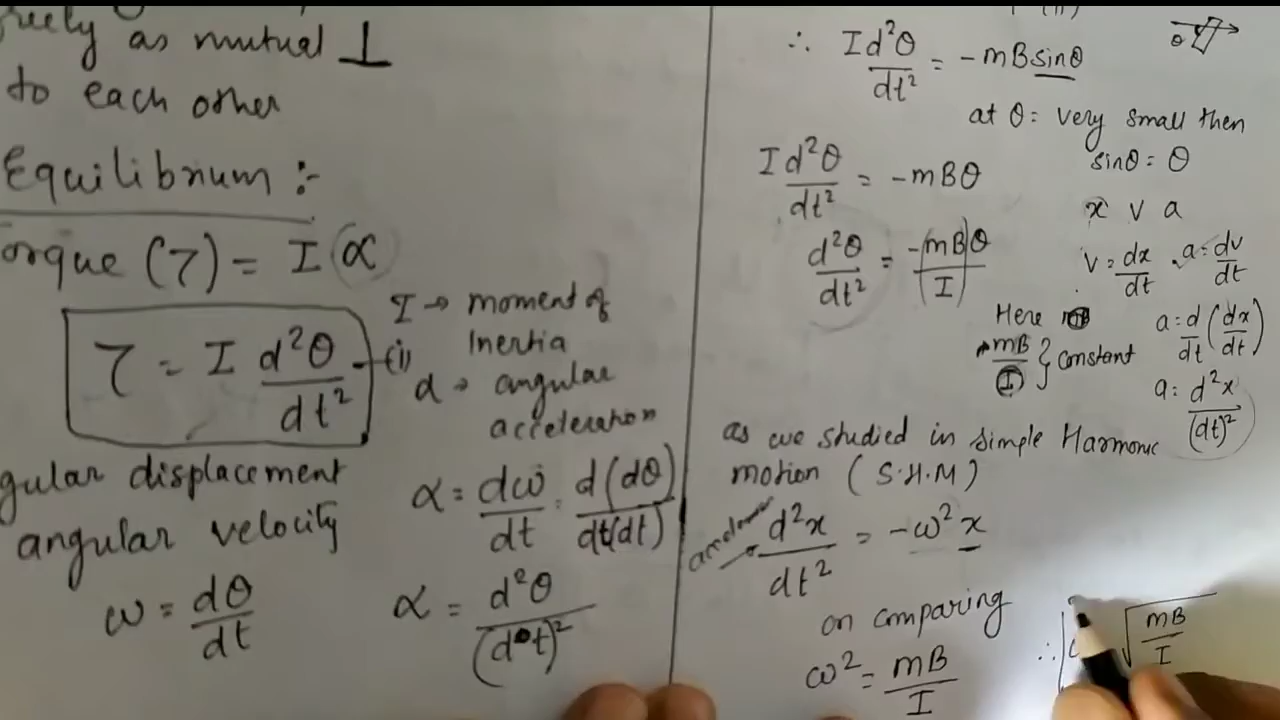 as mutual ⊥
to each other
Equilibrium :-
(τ) = I α
τ = I d²θ/dt² —(i)
I → moment of
Inertia
α → angular
acceleration
displacement
angular velocity
ω = dθ/dt
α = dω/dt = d(dθ)/dt(dt)
α = d²θ/(dt)²
∴ I d²θ/dt² = - mB sinθ
θ
at θ = very small then
sinθ = θ
I d²θ/dt² = - mBθ
x v a
d²θ/dt² = -(mB/I)θ
v = dx/dt , a = dv/dt
Here
mB/I } constant
a = d/dt (dx/dt)
a = d²x/(dt)²
as we studied in Simple Harmonic
motion (S.H.M)
d²x/dt² = - ω² x
on comparing
ω² = mB/I
∴ √mB/I